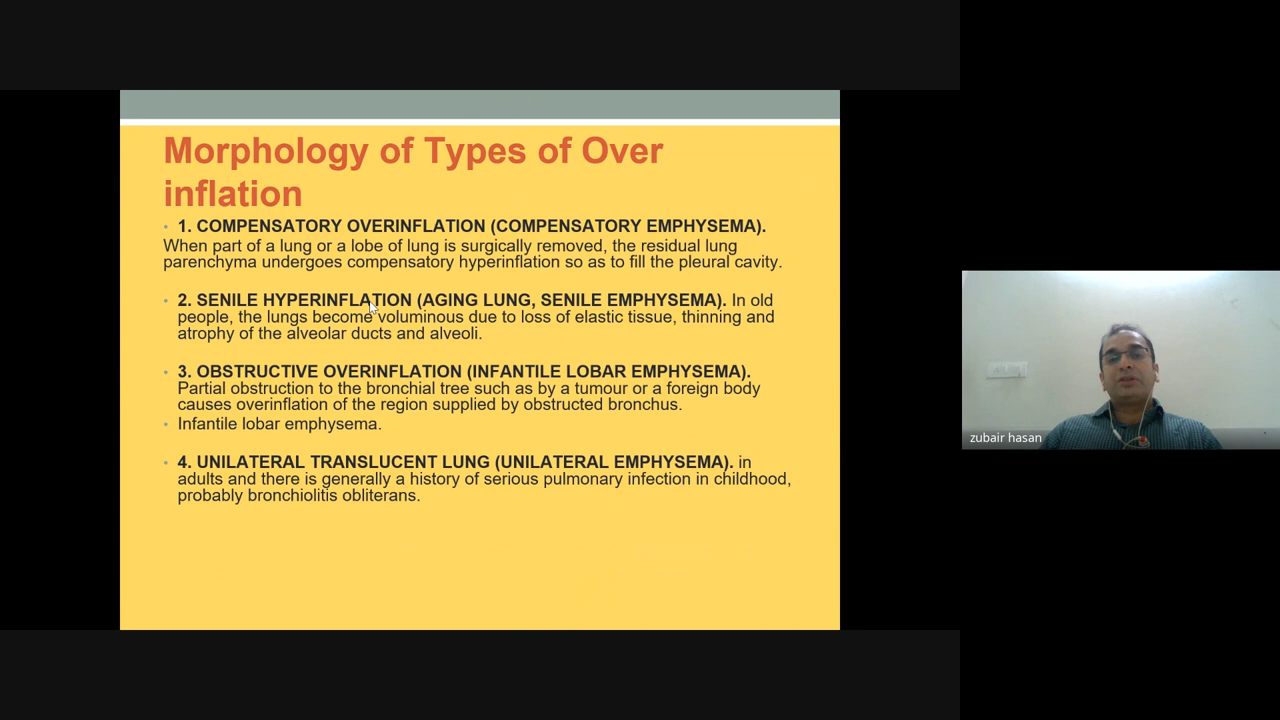 Morphology of Types of Over
inflation
• 1. COMPENSATORY OVERINFLATION (COMPENSATORY EMPHYSEMA).
When part of a lung or a lobe of lung is surgically removed, the residual lung
parenchyma undergoes compensatory hyperinflation so as to fill the pleural cavity.
• 2. SENILE HYPERINFLATION (AGING LUNG, SENILE EMPHYSEMA). In old
people, the lungs become voluminous due to loss of elastic tissue, thinning and
atrophy of the alveolar ducts and alveoli.
• 3. OBSTRUCTIVE OVERINFLATION (INFANTILE LOBAR EMPHYSEMA).
Partial obstruction to the bronchial tree such as by a tumour or a foreign body
causes overinflation of the region supplied by obstructed bronchus.
• Infantile lobar emphysema.
• 4. UNILATERAL TRANSLUCENT LUNG (UNILATERAL EMPHYSEMA). in
adults and there is generally a history of serious pulmonary infection in childhood,
probably bronchiolitis obliterans.
zubair hasan